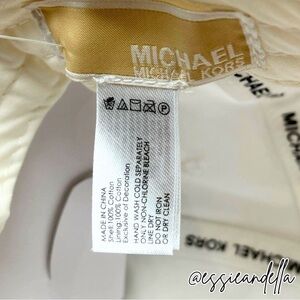 MICHAEL
MICHAEL KORS
MADE IN CHINA
Shell: 100% Cotton
Lining: 100% Cotton
Exclusive of Decoration
HAND WASH COLD SEPARATELY
ONLY NON-CHLORINE BLEACH
LINE DRY
DO NOT IRON
OR DRY CLEAN
MICHAEL KORS
@essieandella